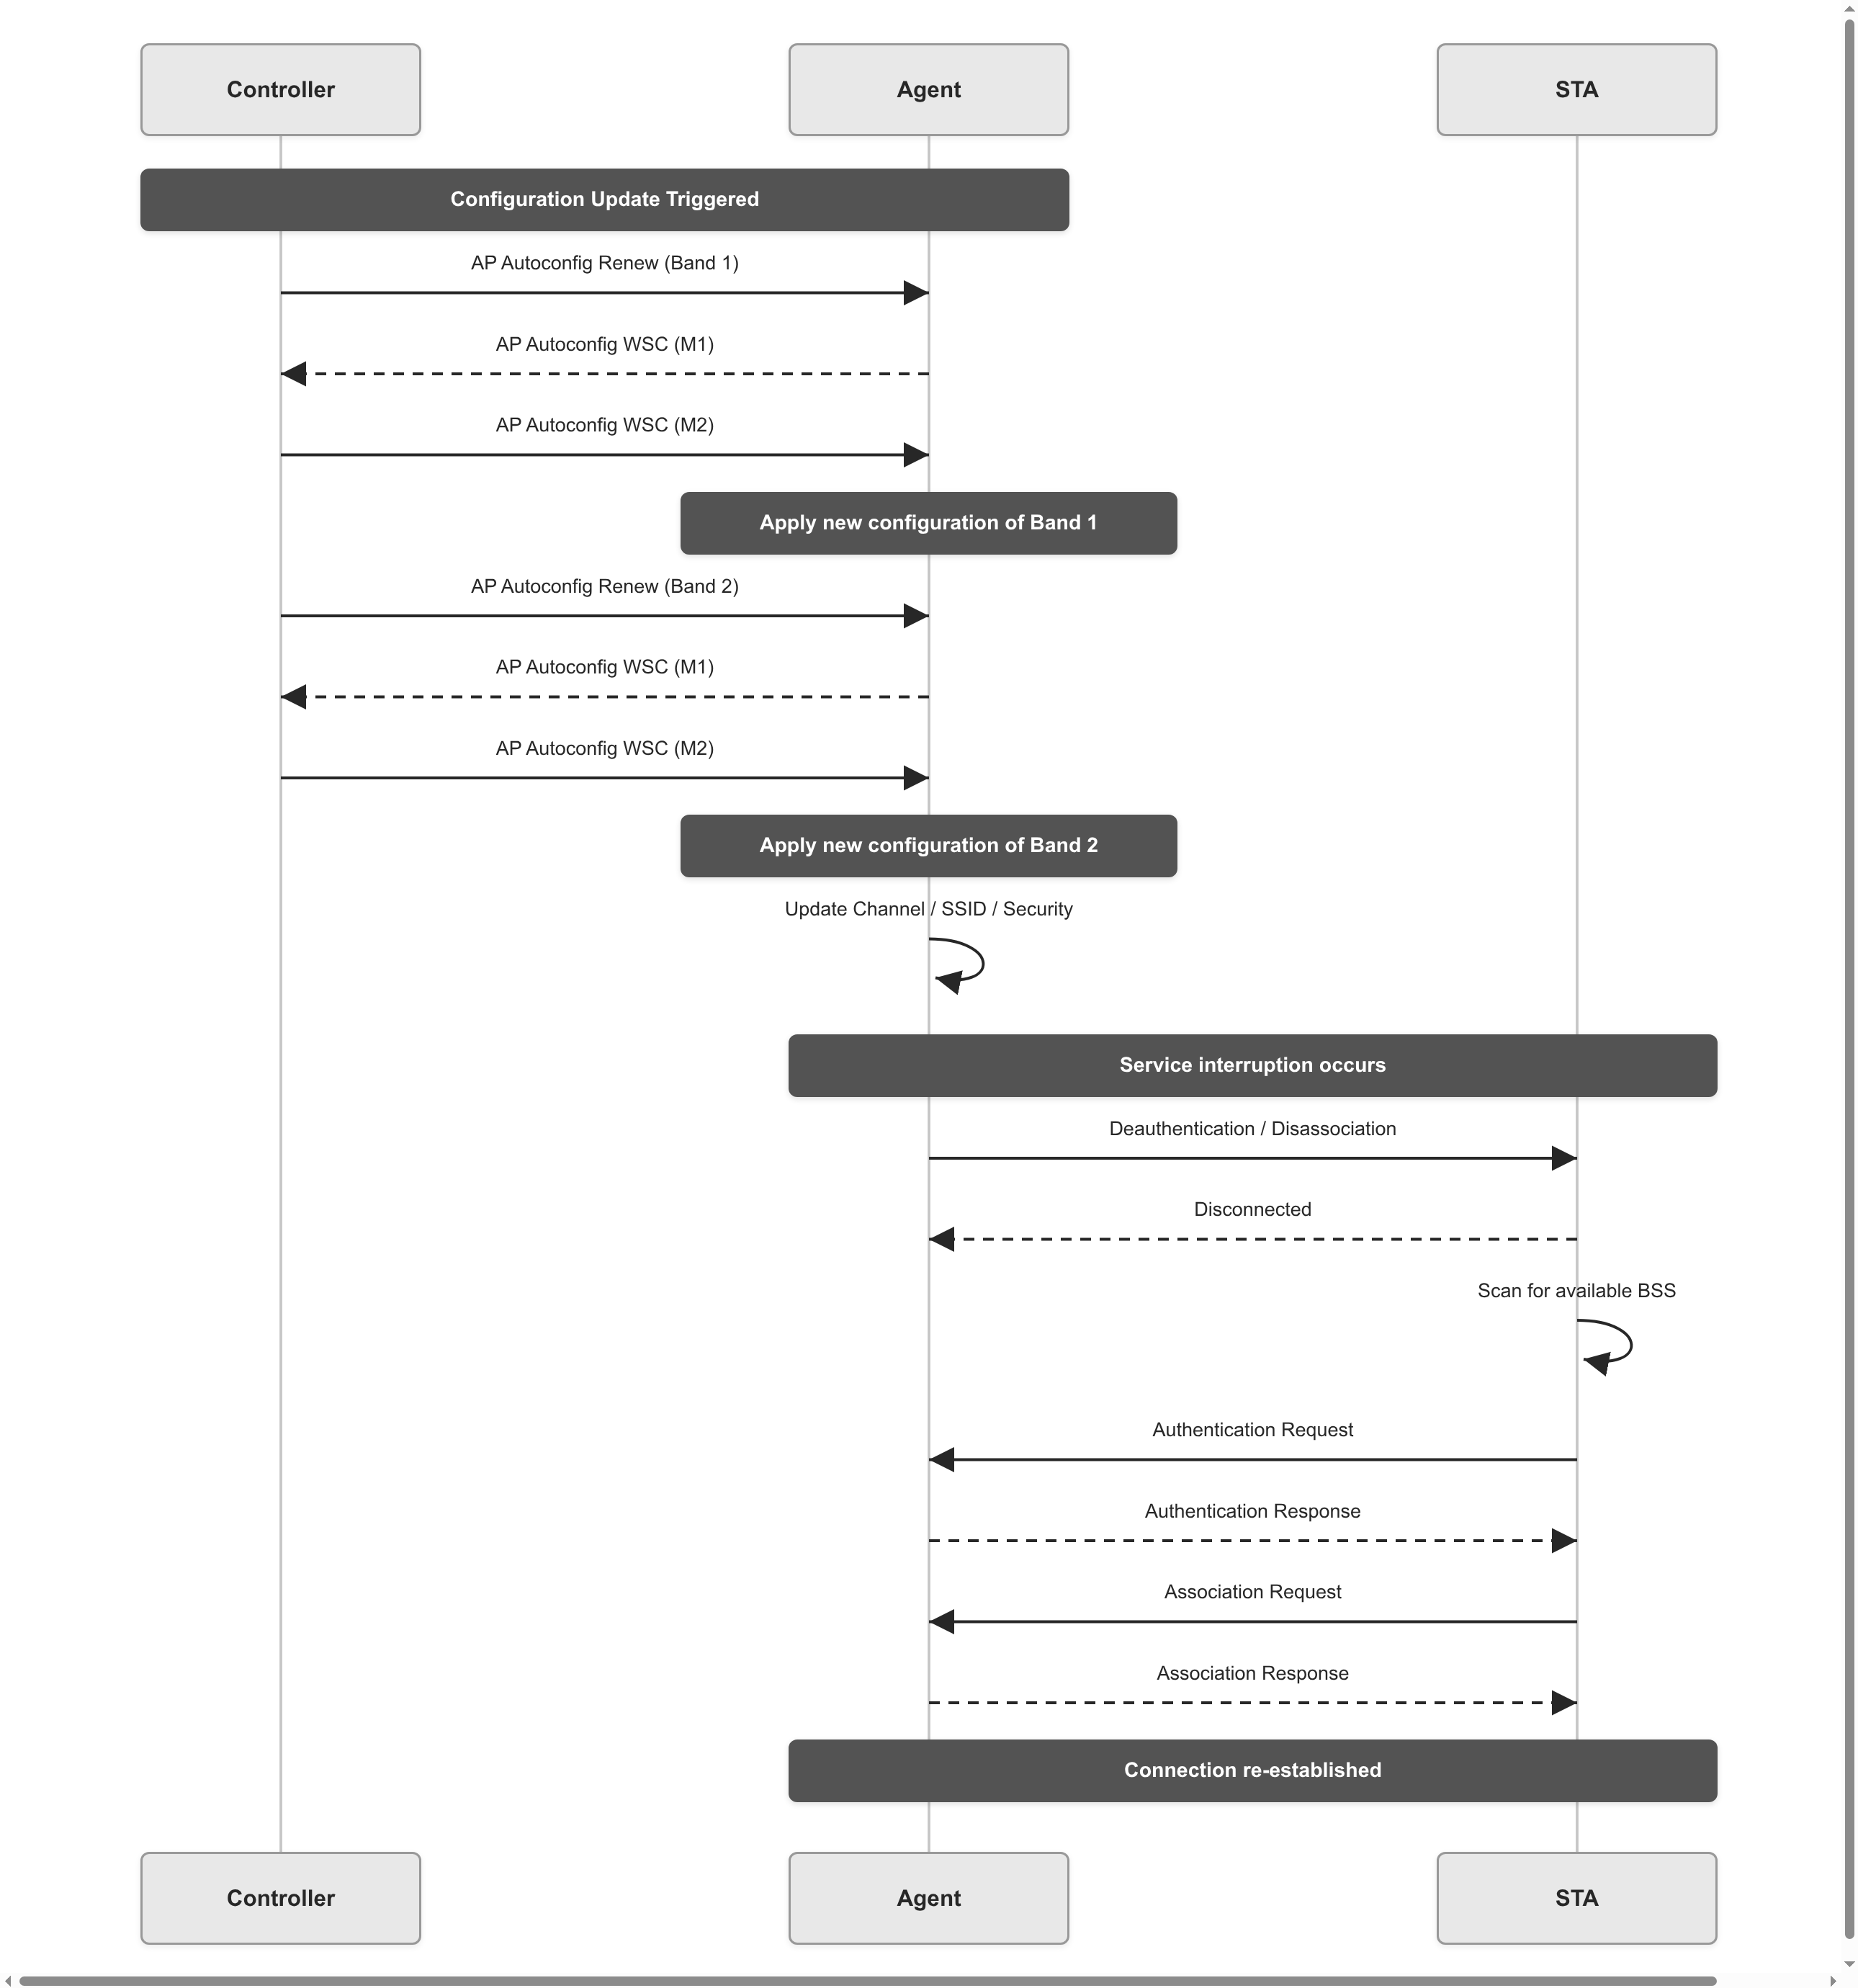 Controller
Agent
STA
Configuration Update Triggered
AP Autoconfig Renew (Band 1)
AP Autoconfig WSC (M1)
AP Autoconfig WSC (M2)
Apply new configuration of Band 1
AP Autoconfig Renew (Band 2)
AP Autoconfig WSC (M1)
AP Autoconfig WSC (M2)
Apply new configuration of Band 2
Update Channel / SSID / Security
Service interruption occurs
Deauthentication / Disassociation
Disconnected
Scan for available BSS
Authentication Request
Authentication Response
Association Request
Association Response
Connection re-established
Controller
Agent
STA